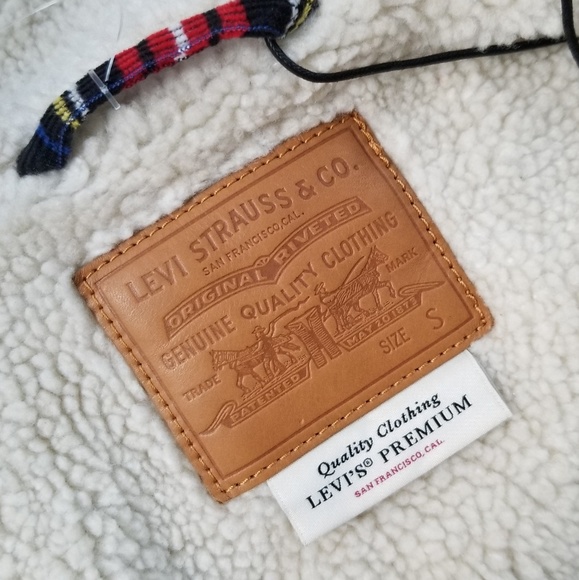 LEVI STRAUSS & CO.
SAN FRANCISCO, CAL.
ORIGINAL RIVETED
GENUINE QUALITY CLOTHING
TRADE MARK
PATENTED MAY 20 1873
SIZE S
Quality Clothing
LEVI'S® PREMIUM
SAN FRANCISCO, CAL.